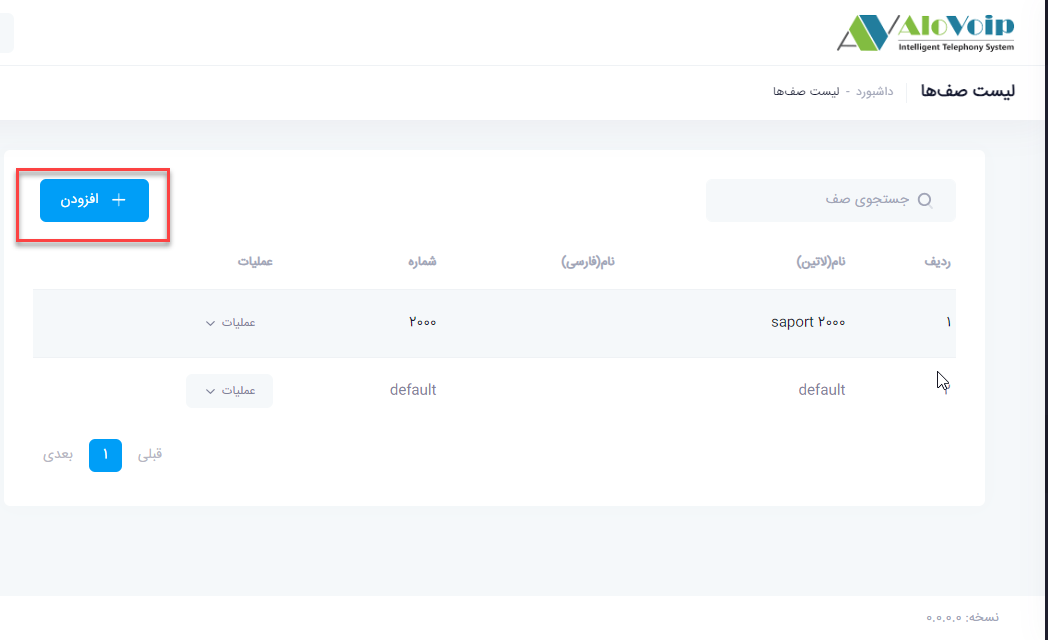 AloVoip
Intelligent Telephony System
لیست صف‌ها داشبورد - لیست صف‌ها
جستجوی صف + افزودن
ردیف نام(لاتین) نام(فارسی) شماره عملیات
۱ saport ۲۰۰۰ ۲۰۰۰ عملیات
default default عملیات
قبلی ۱ بعدی
نسخه: ۰,۰,۰,۰